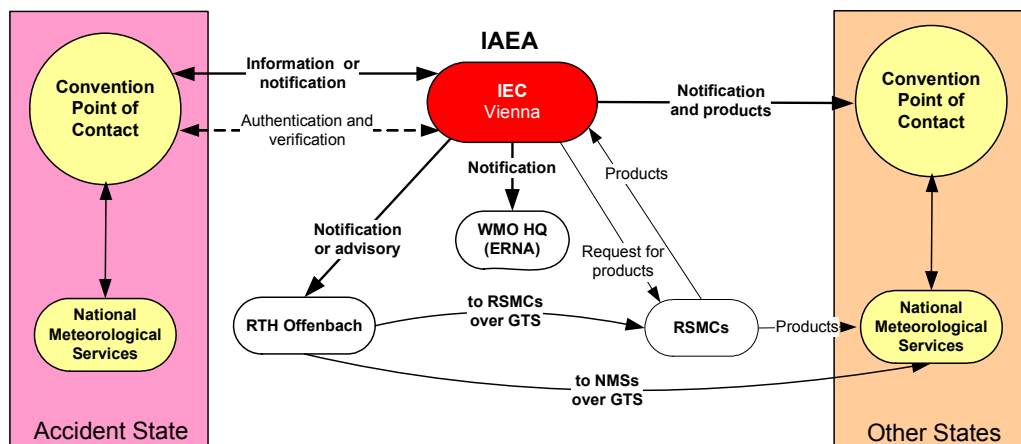 IAEA
Convention
Point of
Contact
Information or
notification
IEC
Vienna
Notification
and products
Convention
Point of
Contact
Authentication and
verification
Notification
Products
Notification
or advisory
WMO HQ
(ERNA)
Request for
products
National
Meteorological
Services
RTH Offenbach
to RSMCs
over GTS
RSMCs
Products
National
Meteorological
Services
to NMSs
over GTS
Accident State
Other States